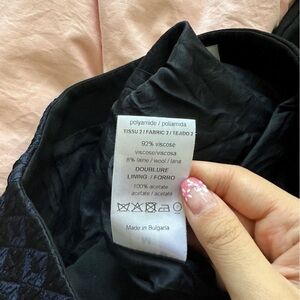 polyamide / poliamida
TISSU 2 / FABRIC 2 / TEJIDO 2
92% viscose
viscose/viscosa
8% laine / wool / lana
DOUBLURE
LINING / FORRO
100% acetate
acetate / acetato
Made in Bulgaria